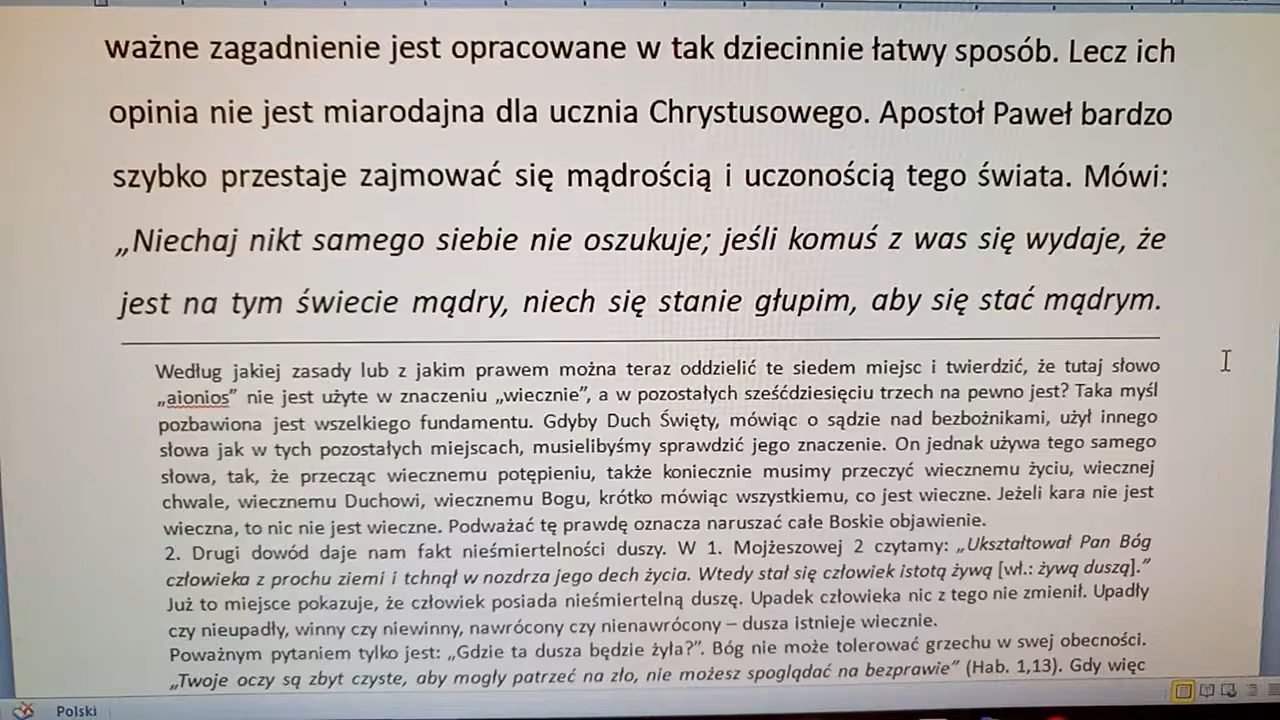 ważne zagadnienie jest opracowane w tak dziecinnie łatwy sposób. Lecz ich
opinia nie jest miarodajna dla ucznia Chrystusowego. Apostoł Paweł bardzo
szybko przestaje zajmować się mądrością i uczonością tego świata. Mówi:
„Niechaj nikt samego siebie nie oszukuje; jeśli komuś z was się wydaje, że
jest na tym świecie mądry, niech się stanie głupim, aby się stać mądrym.
Według jakiej zasady lub z jakim prawem można teraz oddzielić te siedem miejsc i twierdzić, że tutaj słowo
„aionios” nie jest użyte w znaczeniu „wiecznie”, a w pozostałych sześćdziesięciu trzech na pewno jest? Taka myśl
pozbawiona jest wszelkiego fundamentu. Gdyby Duch Święty, mówiąc o sądzie nad bezbożnikami, użył innego
słowa jak w tych pozostałych miejscach, musielibyśmy sprawdzić jego znaczenie. On jednak używa tego samego
słowa, tak, że przecząc wiecznemu potępieniu, także koniecznie musimy przeczyć wiecznemu życiu, wiecznej
chwale, wiecznemu Duchowi, wiecznemu Bogu, krótko mówiąc wszystkiemu, co jest wieczne. Jeżeli kara nie jest
wieczna, to nic nie jest wieczne. Podważać tę prawdę oznacza naruszać całe Boskie objawienie.
2. Drugi dowód daje nam fakt nieśmiertelności duszy. W 1. Mojżeszowej 2 czytamy: „Ukształtował Pan Bóg
człowieka z prochu ziemi i tchnął w nozdrza jego dech życia. Wtedy stał się człowiek istotą żywą [wł.: żywą duszą].”
Już to miejsce pokazuje, że człowiek posiada nieśmiertelną duszę. Upadek człowieka nic z tego nie zmienił. Upadły
czy nieupadły, winny czy niewinny, nawrócony czy nienawrócony – dusza istnieje wiecznie.
Poważnym pytaniem tylko jest: „Gdzie ta dusza będzie żyła?”. Bóg nie może tolerować grzechu w swej obecności.
„Twoje oczy są zbyt czyste, aby mogły patrzeć na zło, nie możesz spoglądać na bezprawie” (Hab. 1,13). Gdy więc
Polski